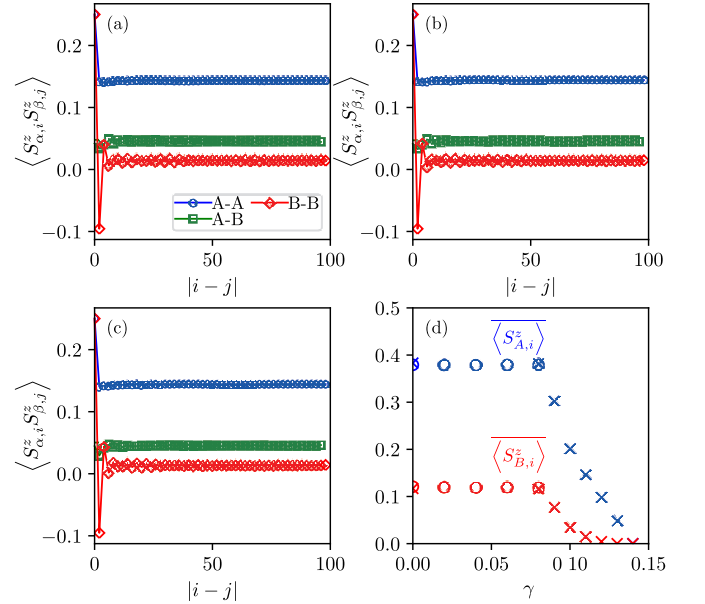 (a)
0.2
0.1
0.0
−0.1
⟨S^z_{α,i} S^z_{β,j}⟩
A-A
A-B
B-B
0 50 100
|i − j|
(b)
0.2
0.1
0.0
−0.1
⟨S^z_{α,i} S^z_{β,j}⟩
0 50 100
|i − j|
(c)
0.2
0.1
0.0
−0.1
⟨S^z_{α,i} S^z_{β,j}⟩
0 50 100
|i − j|
(d)
0.5
0.4
0.3
0.2
0.1
0.0
\overline{⟨S^z_{A,i}⟩}
\overline{⟨S^z_{B,i}⟩}
0.00 0.05 0 10 0.15
γ